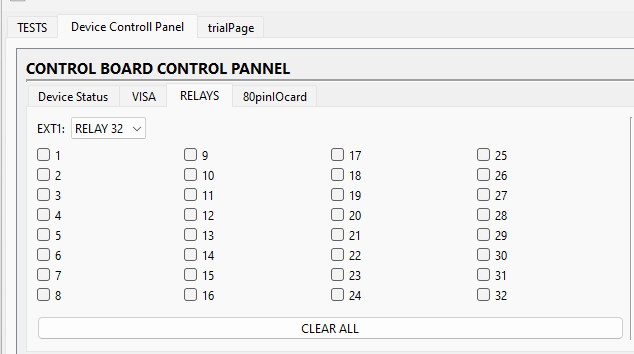 TESTS Device Controll Panel trialPage
CONTROL BOARD CONTROL PANNEL
Device Status VISA RELAYS 80pinIOcard
EXT1: RELAY 32
1 9 17 25
2 10 18 26
3 11 19 27
4 12 20 28
5 13 21 29
6 14 22 30
7 15 23 31
8 16 24 32
CLEAR ALL